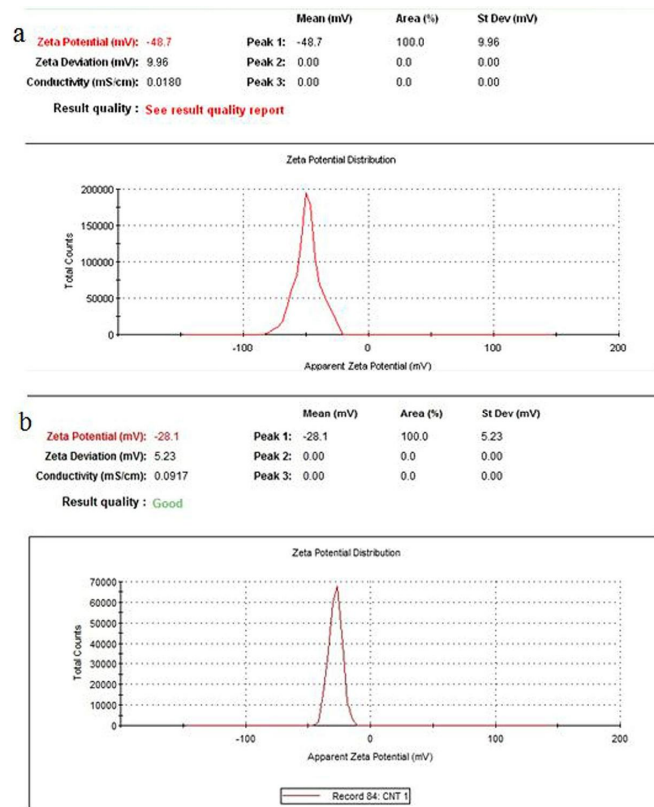 a
Mean (mV) Area (%) St Dev (mV)
Zeta Potential (mV): -48.7 Peak 1: -48.7 100.0 9.96
Zeta Deviation (mV): 9.96 Peak 2: 0.00 0.0 0.00
Conductivity (mS/cm): 0.0180 Peak 3: 0.00 0.0 0.00
Result quality : See result quality report
Zeta Potential Distribution
Total Counts
200000
150000
100000
50000
0
-100 0 100 200
Apparent Zeta Potential (mV)
b
Mean (mV) Area (%) St Dev (mV)
Zeta Potential (mV): -28.1 Peak 1: -28.1 100.0 5.23
Zeta Deviation (mV): 5.23 Peak 2: 0.00 0.0 0.00
Conductivity (mS/cm): 0.0917 Peak 3: 0.00 0.0 0.00
Result quality : Good
Zeta Potential Distribution
Total Counts
70000
60000
50000
40000
30000
20000
10000
0
-100 0 100 200
Apparent Zeta Potential (mV)
Record 84: CNT 1